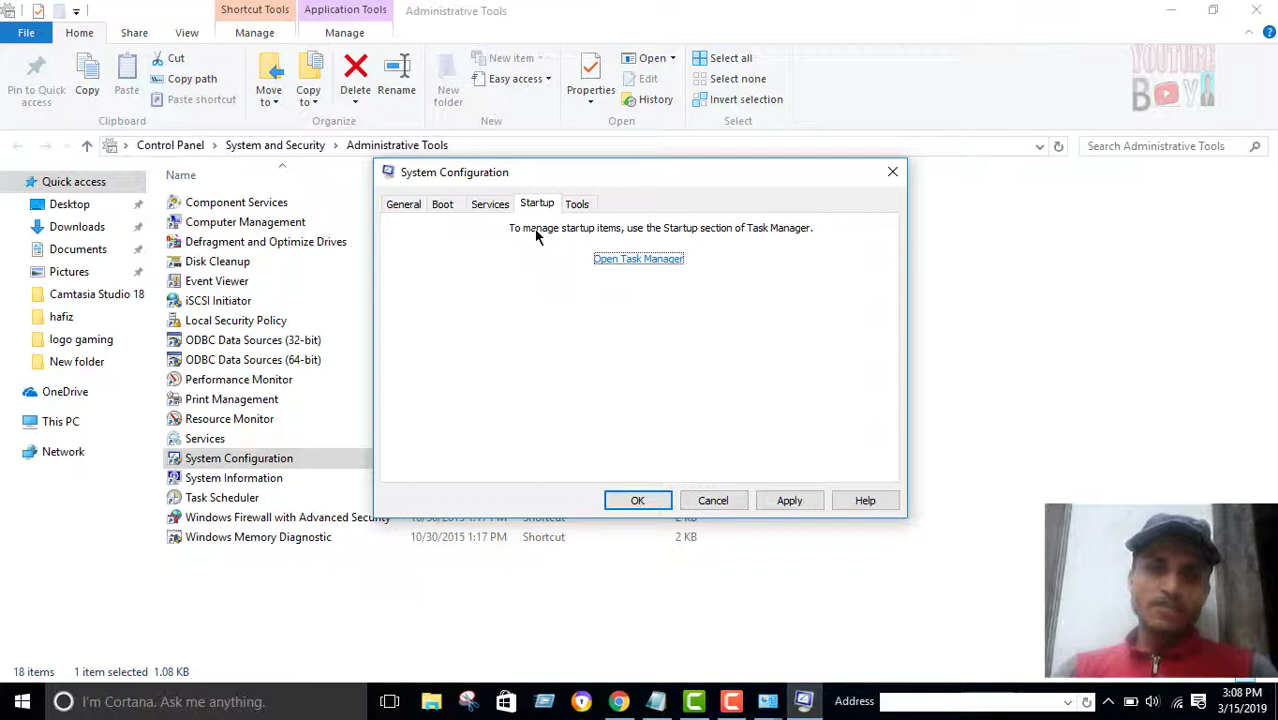 Shortcut Tools
Application Tools
Administrative Tools
File
Home
Share
View
Manage
Manage
Pin to Quick access
Copy
Paste
Cut
Copy path
Paste shortcut
Clipboard
Move to
Copy to
Delete
Rename
Organize
New folder
New item
Easy access
New
Properties
Open
Edit
History
Open
Select all
Select none
Invert selection
Select
YOUTUBE
BOY
Control Panel
System and Security
Administrative Tools
Search Administrative Tools
Quick access
Desktop
Downloads
Documents
Pictures
Camtasia Studio 18
hafiz
logo gaming
New folder
OneDrive
This PC
Network
Name
Component Services
Computer Management
Defragment and Optimize Drives
Disk Cleanup
Event Viewer
iSCSI Initiator
Local Security Policy
ODBC Data Sources (32-bit)
ODBC Data Sources (64-bit)
Performance Monitor
Print Management
Resource Monitor
Services
System Configuration
System Information
Task Scheduler
Windows Firewall with Advanced Security
Windows Memory Diagnostic 10/30/2015 1:17 PM Shortcut 2 KB
System Configuration
General Boot Services Startup Tools
To manage startup items, use the Startup section of Task Manager.
Open Task Manager
OK Cancel Apply Help
18 items 1 item selected 1.08 KB
I'm Cortana. Ask me anything.
Address
3:08 PM
3/15/2019